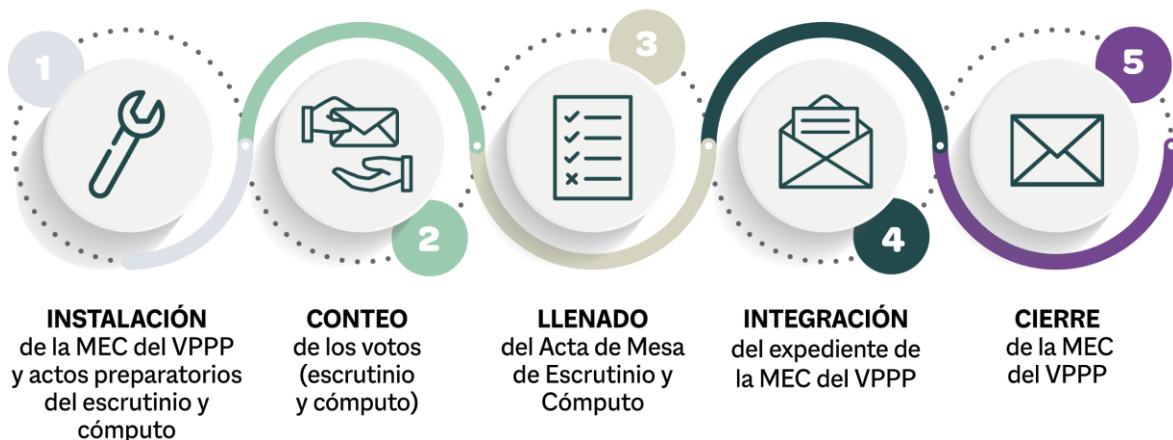 1
2
3
4
5
INSTALACIÓN
de la MEC del VPPP
y actos preparatorios
del escrutinio y
cómputo
CONTEO
de los votos
(escrutinio
y cómputo)
LLENADO
del Acta de Mesa
de Escrutinio y
Cómputo
INTEGRACIÓN
del expediente de
la MEC del VPPP
CIERRE
de la MEC
del VPPP